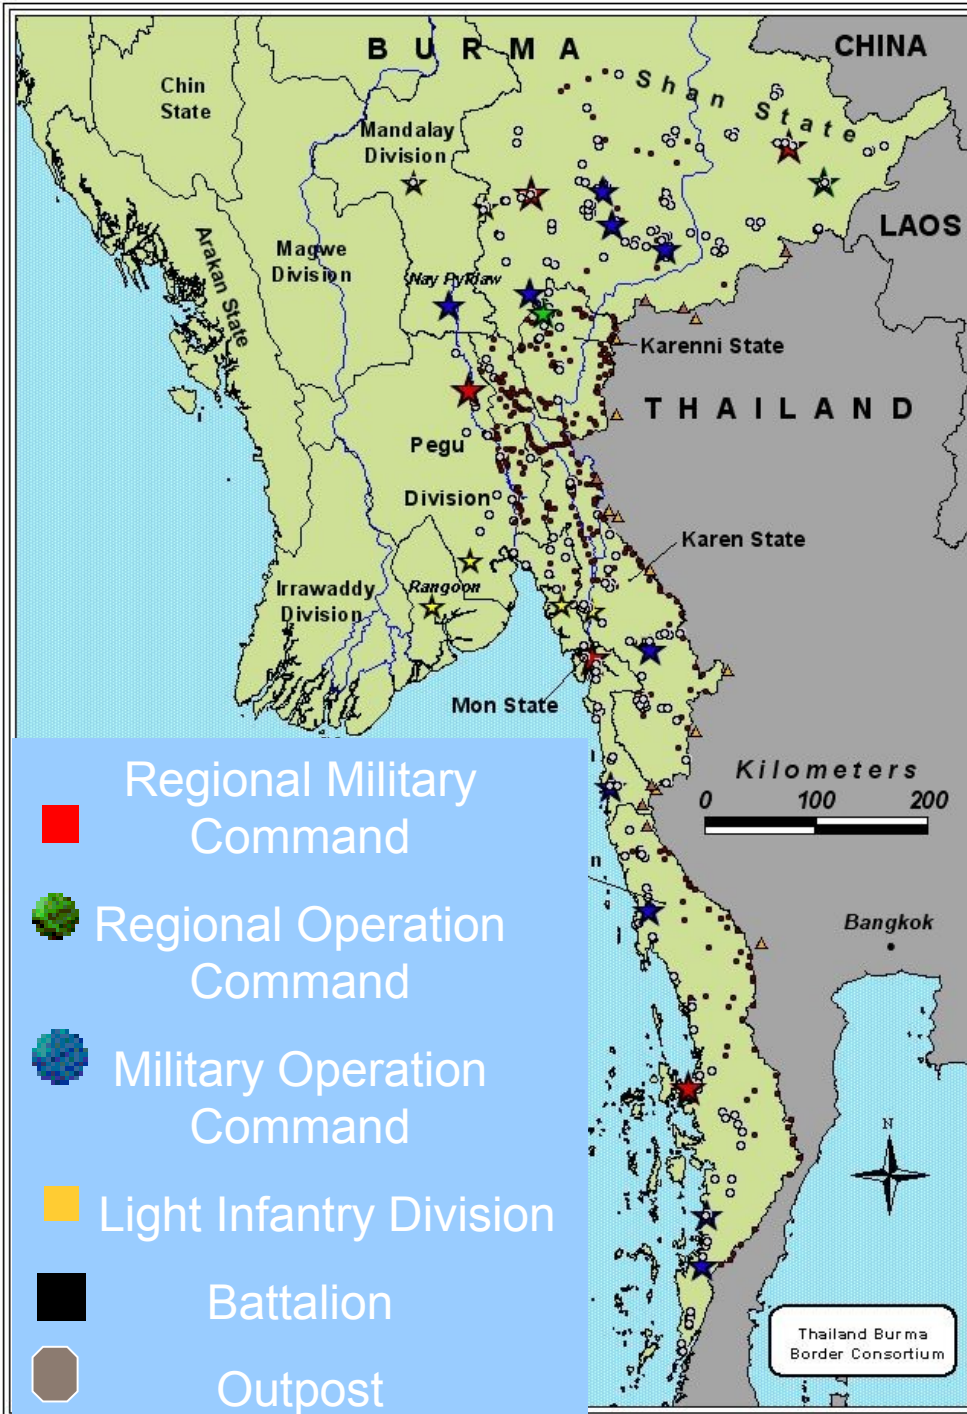 B U R M A
CHINA
Chin
State
Shan State
Mandalay
Division
LAOS
Arakan State
Magwe
Division
Nay Pyidaw
Karenni State
THAILAND
Pegu
Division
Karen State
Irrawaddy
Division
Rangoon
Mon State
Kilometers
0 100 200
n
Bangkok
N
Regional Military
Command
Regional Operation
Command
Military Operation
Command
Light Infantry Division
Battalion
Outpost
Thailand Burma
Border Consortium